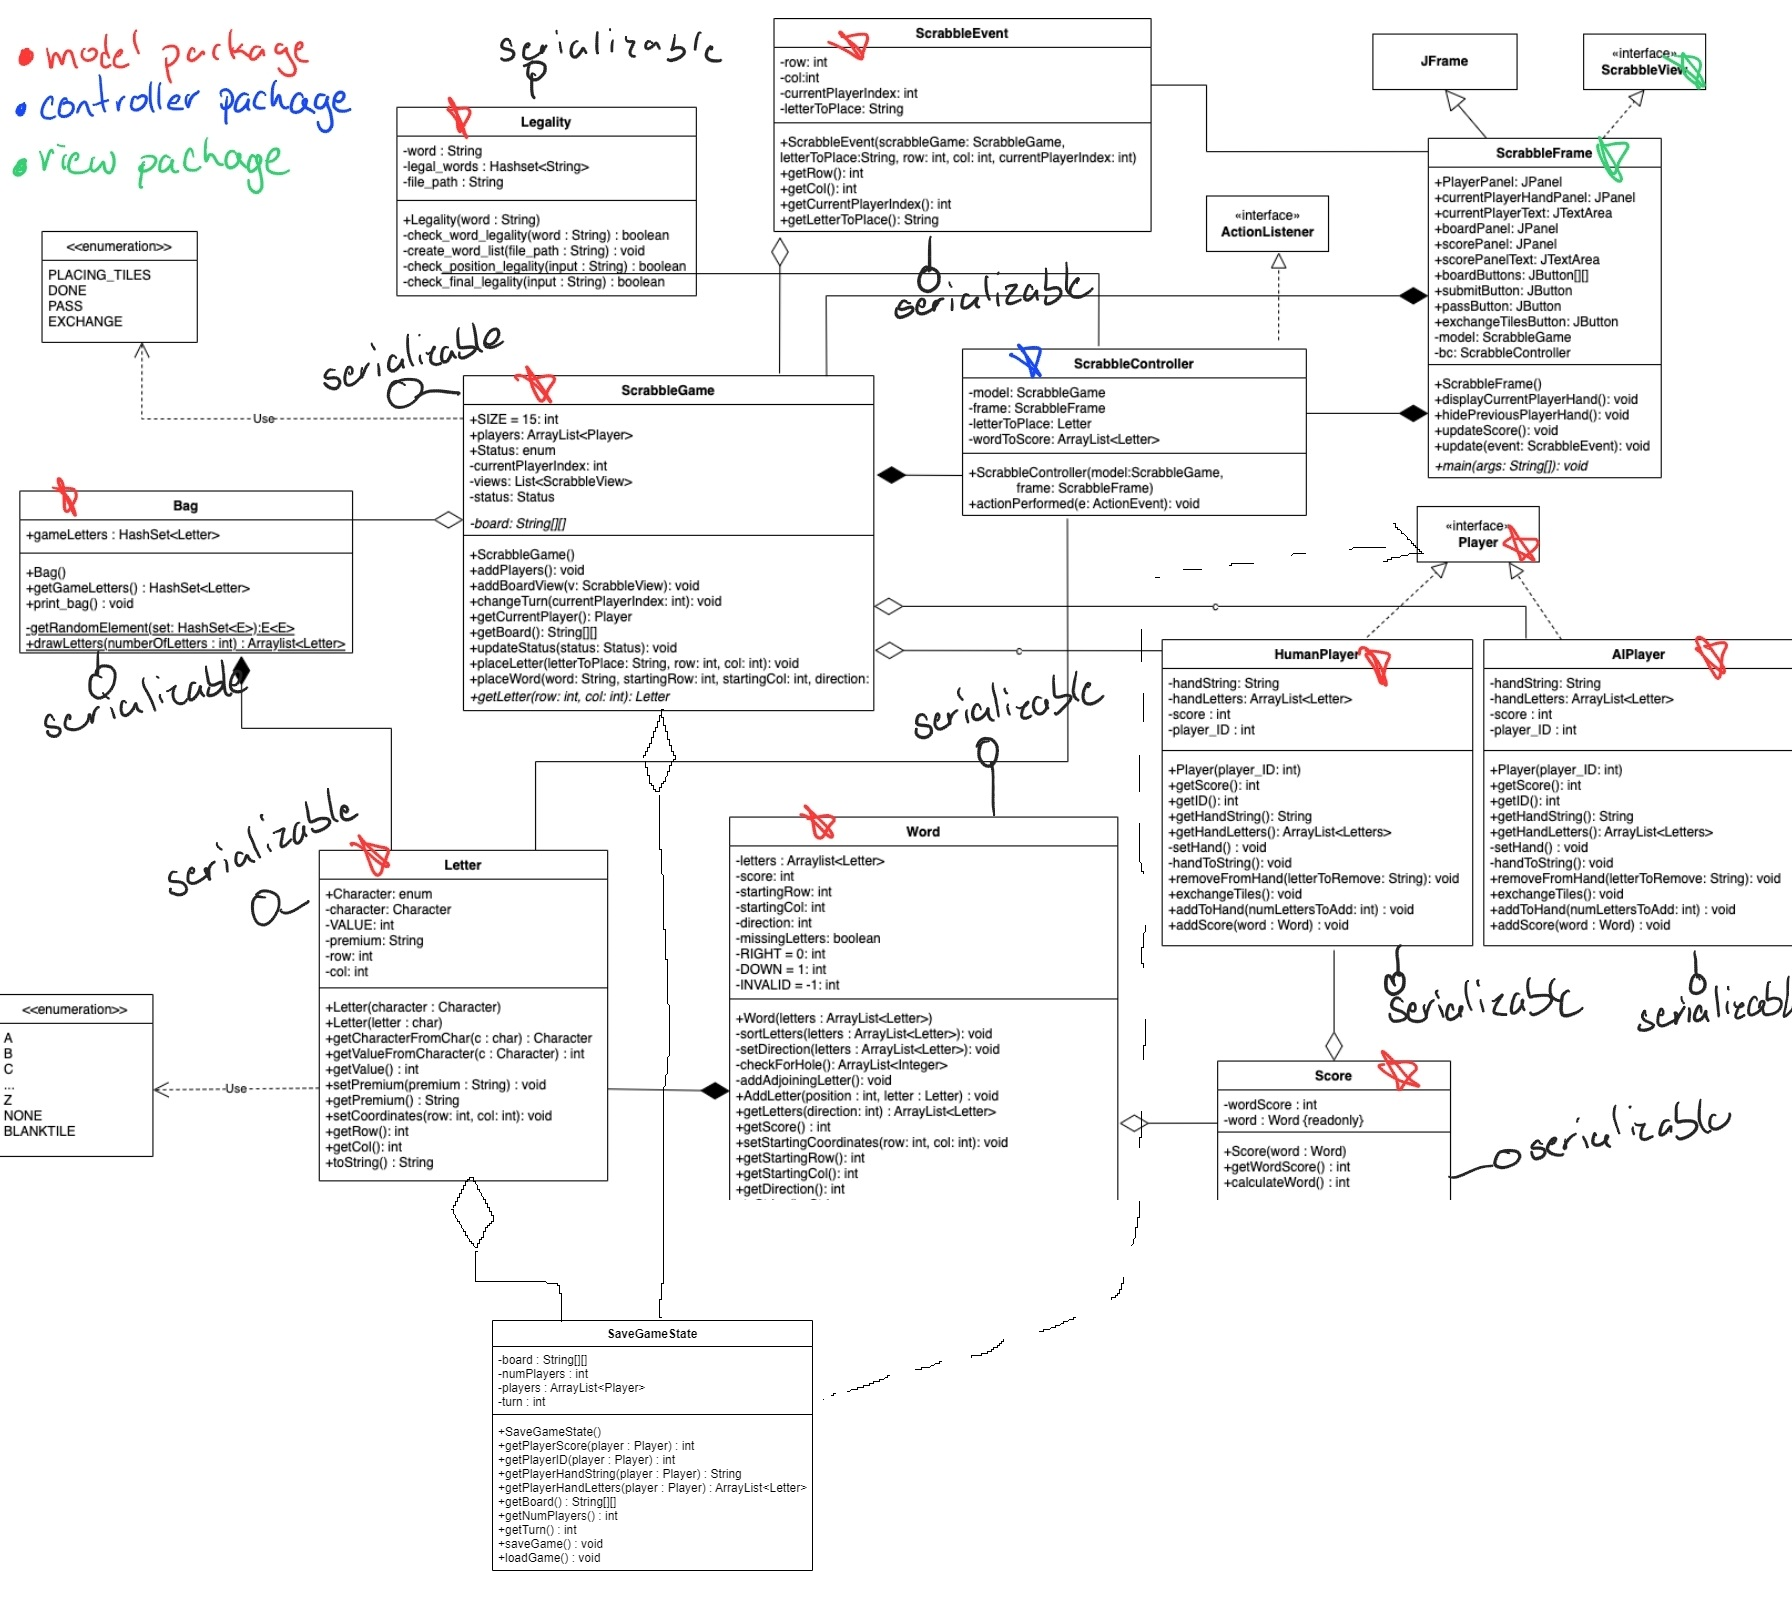 • model package
• controller package
• view package
serializable
Legality
-word : String
-legal_words : Hashset<String>
-file_path : String
+Legality(word : String)
-check_word_legality(word : String) : boolean
-create_word_list(file_path : String) : void
-check_position_legality(input : String) : boolean
-check_final_legality(input : String) : boolean
ScrabbleEvent
-row: int
-col:int
-currentPlayerIndex: int
-letterToPlace: String
+ScrabbleEvent(scrabbleGame: ScrabbleGame,
letterToPlace:String, row: int, col: int, currentPlayerIndex: int)
+getRow(): int
+getCol(): int
+getCurrentPlayerIndex(): int
+getLetterToPlace(): String
serializable
JFrame
«interface»
ScrabbleView
ScrabbleFrame
+PlayerPanel: JPanel
+currentPlayerHandPanel: JPanel
+currentPlayerText: JTextArea
+boardPanel: JPanel
+scorePanel: JPanel
+scorePanelText: JTextArea
+boardButtons: JButton[][]
+submitButton: JButton
+passButton: JButton
+exchangeTilesButton: JButton
-model: ScrabbleGame
-bc: ScrabbleController
+ScrabbleFrame()
+displayCurrentPlayerHand(): void
+hidePreviousPlayerHand(): void
+updateScore(): void
+update(event: ScrabbleEvent): void
+main(args: String[]): void
«interface»
ActionListener
<<enumeration>>
PLACING_TILES
DONE
PASS
EXCHANGE
Use
serializable
ScrabbleGame
+SIZE = 15: int
+players: ArrayList<Player>
+Status: enum
-currentPlayerIndex: int
-views: List<ScrabbleView>
-status: Status
-board: String[][]
+ScrabbleGame()
+addPlayers(): void
+addBoardView(v: ScrabbleView): void
+changeTurn(currentPlayerIndex: int): void
+getCurrentPlayer(): Player
+getBoard(): String[][]
+updateStatus(status: Status): void
+placeLetter(letterToPlace: String, row: int, col: int): void
+placeWord(word: String, startingRow: int, startingCol: int, direction:
+getLetter(row: int, col: int): Letter
ScrabbleController
-model: ScrabbleGame
-frame: ScrabbleFrame
-letterToPlace: Letter
-wordToScore: ArrayList<Letter>
+ScrabbleController(model:ScrabbleGame,
frame: ScrabbleFrame)
+actionPerformed(e: ActionEvent): void
Bag
+gameLetters : HashSet<Letter>
+Bag()
+getGameLetters() : HashSet<Letter>
+print_bag() : void
-getRandomElement(set: HashSet<E>):E<E>
+drawLetters(numberOfLetters : int) : Arraylist<Letter>
serializable
«interface»
Player
c
c
HumanPlayer
-handString: String
-handLetters: ArrayList<Letter>
-score : int
-player_ID : int
+Player(player_ID: int)
+getScore(): int
+getID(): int
+getHandString(): String
+getHandLetters(): ArrayList<Letters>
-setHand() : void
-handToString(): void
+removeFromHand(letterToRemove: String): void
+exchangeTiles(): void
+addToHand(numLettersToAdd: int) : void
+addScore(word : Word) : void
serializable
AIPlayer
-handString: String
-handLetters: ArrayList<Letter>
-score : int
-player_ID : int
+Player(player_ID: int)
+getScore(): int
+getID(): int
+getHandString(): String
+getHandLetters(): ArrayList<Letters>
-setHand() : void
-handToString(): void
+removeFromHand(letterToRemove: String): void
+exchangeTiles(): void
+addToHand(numLettersToAdd: int) : void
+addScore(word : Word) : void
serializabl
serializable
Letter
+Character: enum
-character: Character
-VALUE: int
-premium: String
-row: int
-col: int
+Letter(character : Character)
+Letter(letter : char)
+getCharacterFromChar(c : char) : Character
+getValueFromCharacter(c : Character) : int
+getValue() : int
+setPremium(premium : String) : void
+getPremium() : String
+setCoordinates(row: int, col: int): void
+getRow(): int
+getCol(): int
+toString() : String
<<enumeration>>
A
B
C
...
Z
NONE
BLANKTILE
Use
serializable
Word
-letters : Arraylist<Letter>
-score: int
-startingRow: int
-startingCol: int
-direction: int
-missingLetters: boolean
-RIGHT = 0: int
-DOWN = 1: int
-INVALID = -1: int
+Word(letters : ArrayList<Letter>)
-sortLetters(letters : ArrayList<Letter>): void
-setDirection(letters : ArrayList<Letter>): void
-checkForHole(): ArrayList<Integer>
-addAdjoiningLetter(): void
+AddLetter(position : int, letter : Letter) : void
+getLetters(direction: int) : ArrayList<Letter>
+getScore() : int
+setStartingCoordinates(row: int, col: int): void
+getStartingRow(): int
+getStartingCol(): int
+getDirection(): int
Score
-wordScore : int
-word : Word {readonly}
+Score(word : Word)
+getWordScore() : int
+calculateWord() : int
serializable
SaveGameState
-board : String[][]
-numPlayers : int
-players : ArrayList<Player>
-turn : int
+SaveGameState()
+getPlayerScore(player : Player) : int
+getPlayerID(player : Player) : int
+getPlayerHandString(player : Player) : String
+getPlayerHandLetters(player : Player) : ArrayList<Letter>
+getBoard() : String[][]
+getNumPlayers() : int
+getTurn() : int
+saveGame() : void
+loadGame() : void